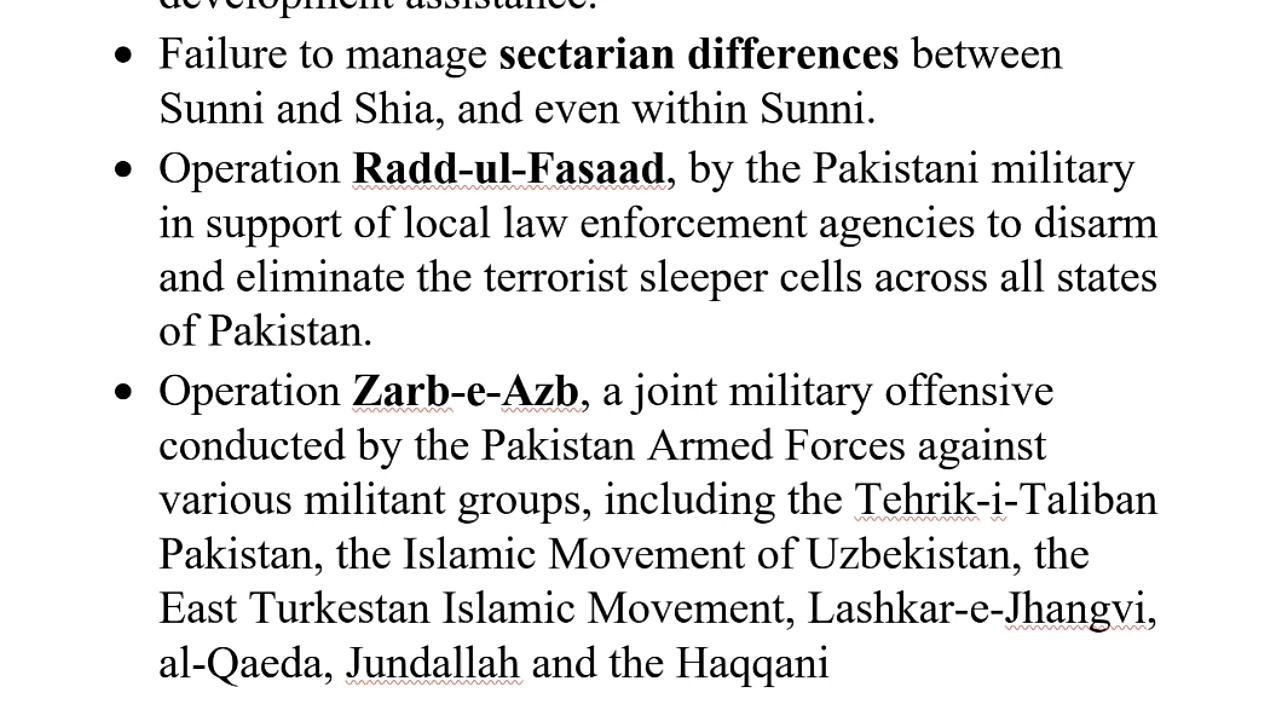 development assistance.
• Failure to manage sectarian differences between
Sunni and Shia, and even within Sunni.
• Operation Radd-ul-Fasaad, by the Pakistani military
in support of local law enforcement agencies to disarm
and eliminate the terrorist sleeper cells across all states
of Pakistan.
• Operation Zarb-e-Azb, a joint military offensive
conducted by the Pakistan Armed Forces against
various militant groups, including the Tehrik-i-Taliban
Pakistan, the Islamic Movement of Uzbekistan, the
East Turkestan Islamic Movement, Lashkar-e-Jhangvi,
al-Qaeda, Jundallah and the Haqqani